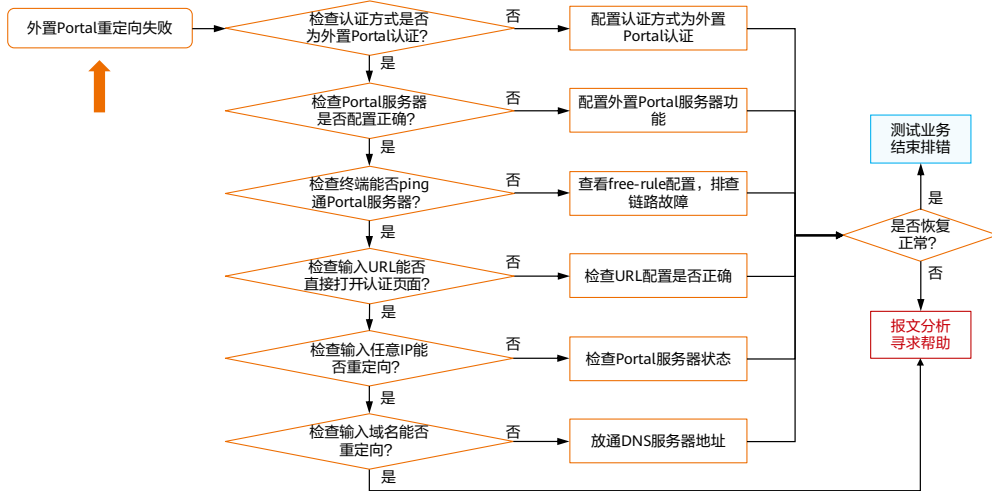 外置Portal重定向失败
检查认证方式是否
为外置Portal认证?
否
配置认证方式为外置
Portal认证
是
检查Portal服务器
是否配置正确?
否
配置外置Portal服务器功
能
是
检查终端能否ping
通Portal服务器?
否
查看free-rule配置，排查
链路故障
是
检查输入URL能否
直接打开认证页面?
否
检查URL配置是否正确
是
检查输入任意IP能
否重定向?
否
检查Portal服务器状态
是
检查输入域名能否
重定向?
否
放通DNS服务器地址
是
测试业务
结束排错
是
是否恢复
正常?
否
报文分析
寻求帮助